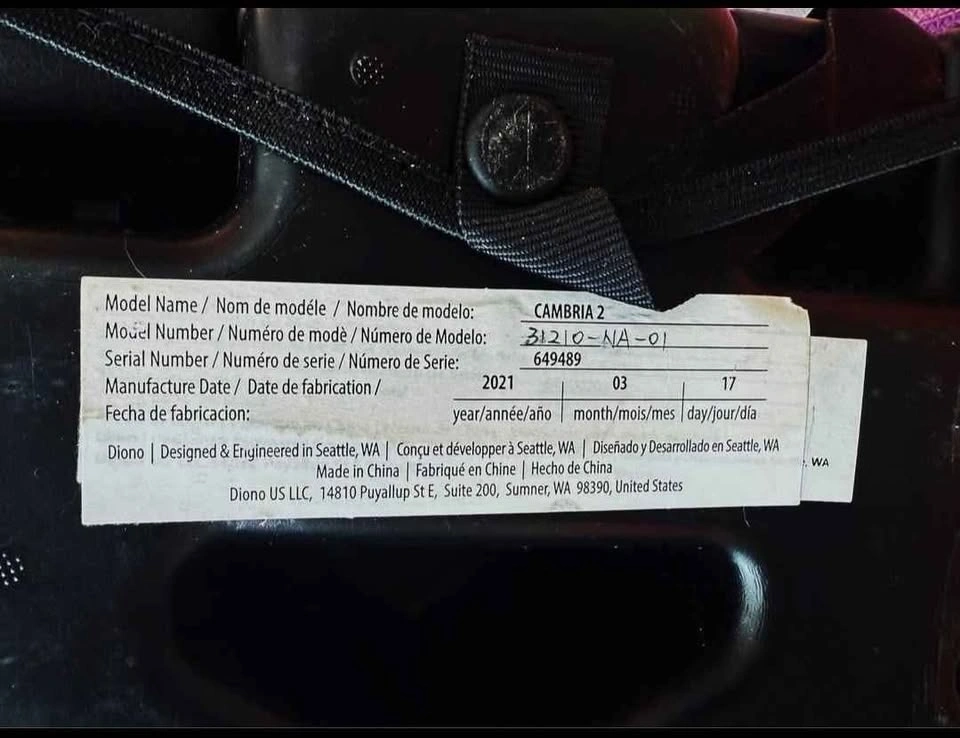 Model Name / Nom de modéle / Nombre de modelo: CAMBRIA 2
Model Number / Numéro de modè / Número de Modelo: 31210-NA-01
Serial Number / Numéro de serie / Número de Serie: 649489
Manufacture Date / Date de fabrication / 2021 03 17
Fecha de fabricacion: year/année/año month/mois/mes day/jour/día
Diono | Designed & Engineered in Seattle, WA | Conçu et développer à Seattle, WA | Diseñado y Desarrollado en Seattle, WA
Made in China | Fabriqué en Chine | Hecho de China
Diono US LLC, 14810 Puyallup St E, Suite 200, Sumner, WA 98390, United States
, WA